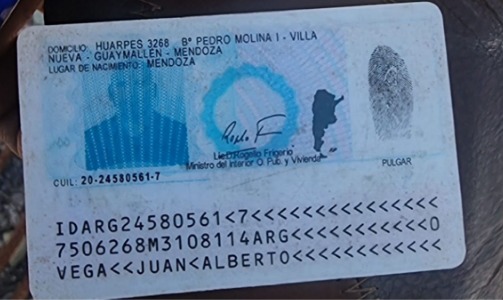 DOMICILIO: HUARPES 3268 Bº PEDRO MOLINA I - VILLA
NUEVA - GUAYMALLÉN - MENDOZA
LUGAR DE NACIMIENTO: MENDOZA
Lic. Rogelio Frigerio
Ministro del Interior O. Pub. y Vivienda
PULGAR
CUIL: 20-24580561-7
IDARG24580561<7<<<<<<<<<<<<<<<
7506268M3108114ARG<<<<<<<<<<<0
VEGA<<JUAN<ALBERTO<<<<<<<<<<<<